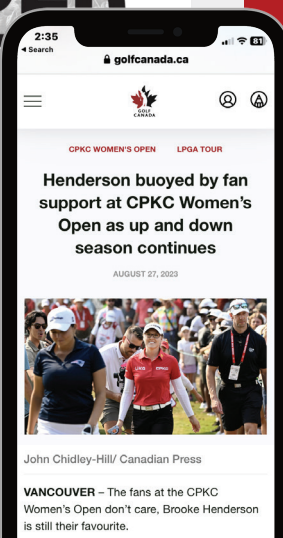 2:35
81
◀ Search
golfcanada.ca
GOLF
CANADA
CPKC WOMEN'S OPEN LPGA TOUR
Henderson buoyed by fan
support at CPKC Women's
Open as up and down
season continues
AUGUST 27, 2023
CPKC
John Chidley-Hill/ Canadian Press
VANCOUVER – The fans at the CPKC
Women's Open don't care, Brooke Henderson
is still their favourite.